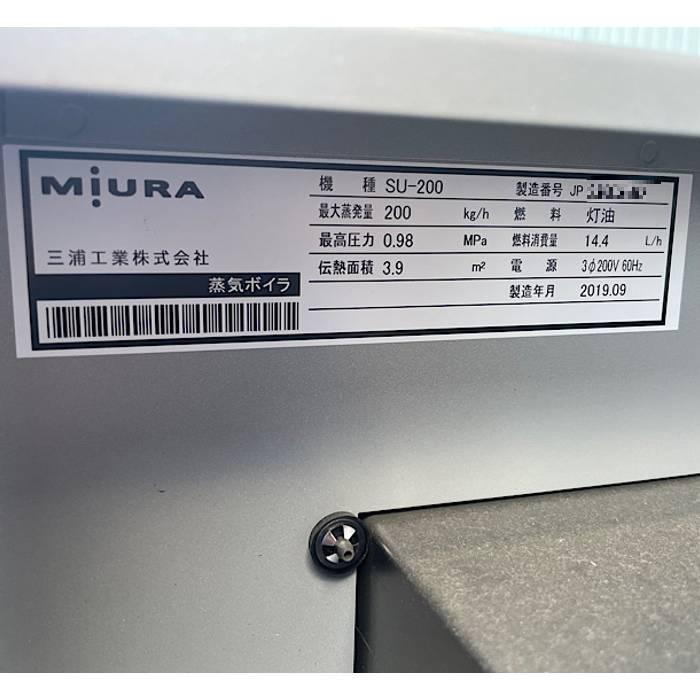 MiURA
三浦工業株式会社
蒸気ボイラ
機 種 SU-200 製造番号 JP
最大蒸発量 200 kg/h 燃 料 灯油
最高圧力 0.98 MPa 燃料消費量 14.4 L/h
伝熱面積 3.9 m² 電 源 3φ200V 60Hz
製造年月 2019.09